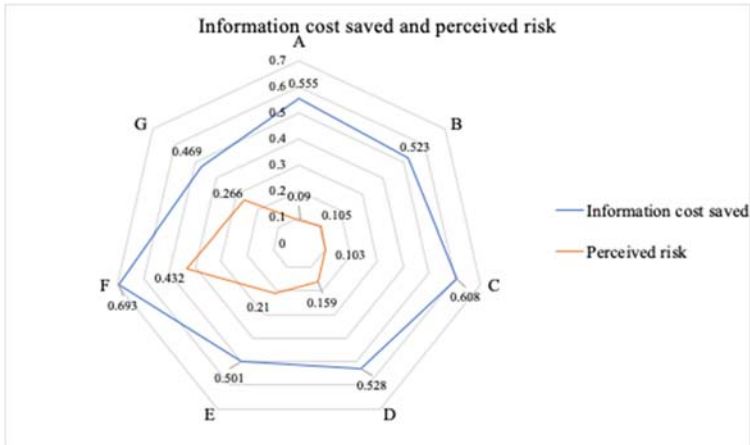 Information cost saved and perceived risk
A
0.7
0.6 0.555
0.5
0.4
0.3
0.2 0.09
0.1
0
B
0.523
0.105
G
0.469
0.266
0.103
C
0.608
F
0.693
0.432
0.21
0.159
0.501
0.528
E
D
Information cost saved
Perceived risk